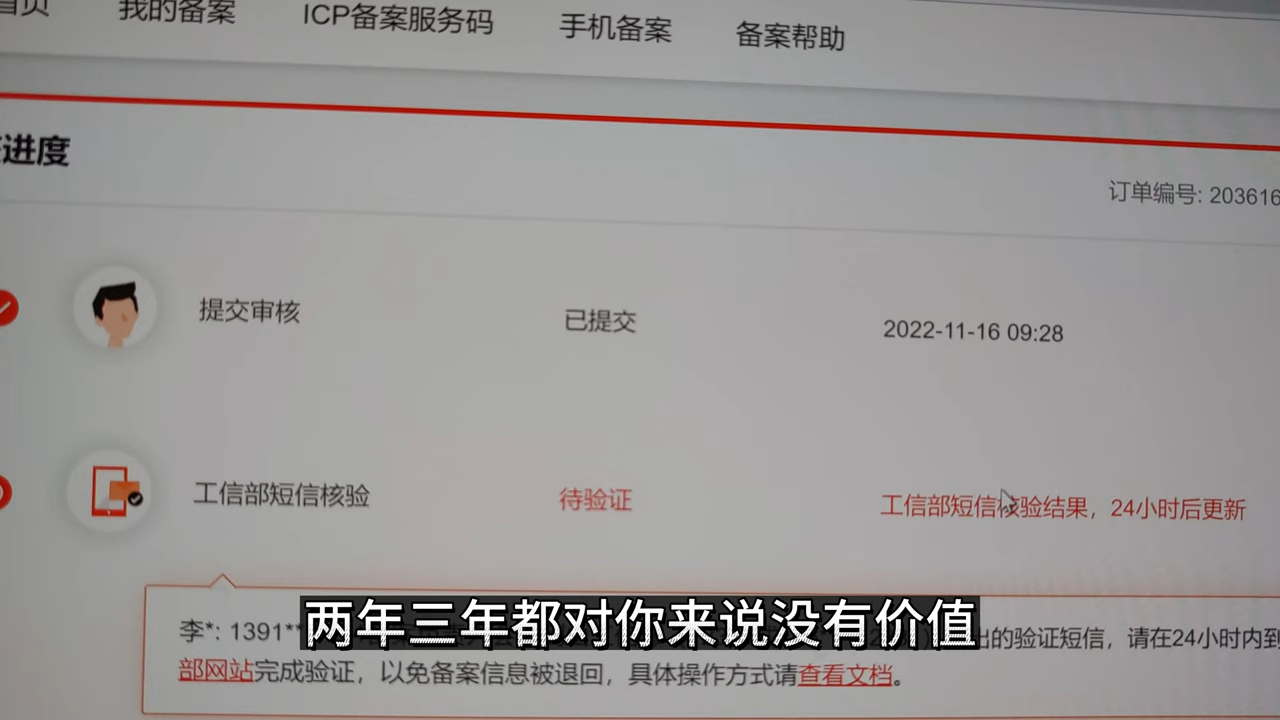 首页 我的备案 ICP备案服务码 手机备案 备案帮助
进度
订单编号: 203616
提交审核 已提交 2022-11-16 09:28
工信部短信核验 待验证 工信部短信核验结果，24小时后更新
李*: 1391** 出的验证短信，请在24小时内到
两年三年都对你来说没有价值
部网站完成验证，以免备案信息被退回，具体操作方式请查看文档。